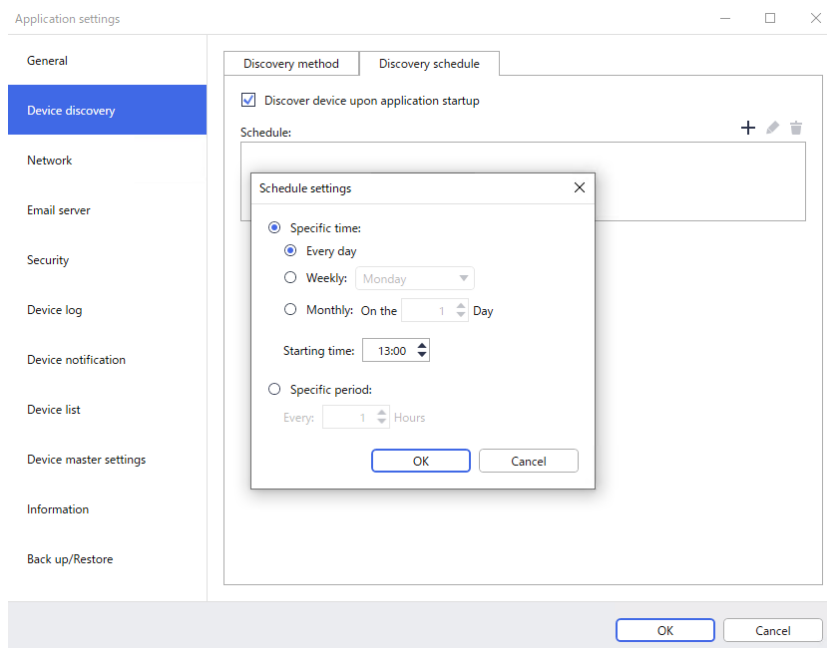 Application settings
General
Device discovery
Network
Email server
Security
Device log
Device notification
Device list
Device master settings
Information
Back up/Restore
Discovery method
Discovery schedule
Discover device upon application startup
Schedule:
Schedule settings
Specific time:
Every day
Weekly: Monday
Monthly: On the 1 Day
Starting time: 13:00
Specific period:
Every: 1 Hours
OK Cancel
OK Cancel